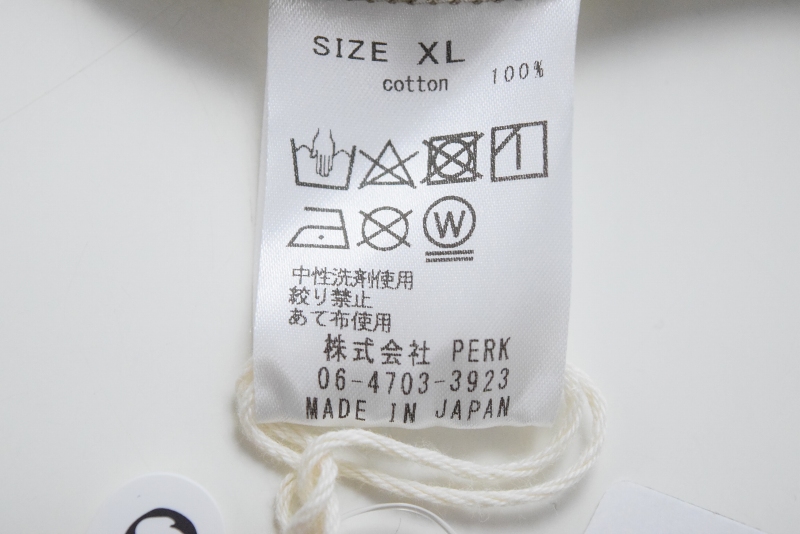 SIZE XL
cotton 100%
W
中性洗剤使用
絞り禁止
あて布使用
株式会社 PERK
06-4703-3923
MADE IN JAPAN